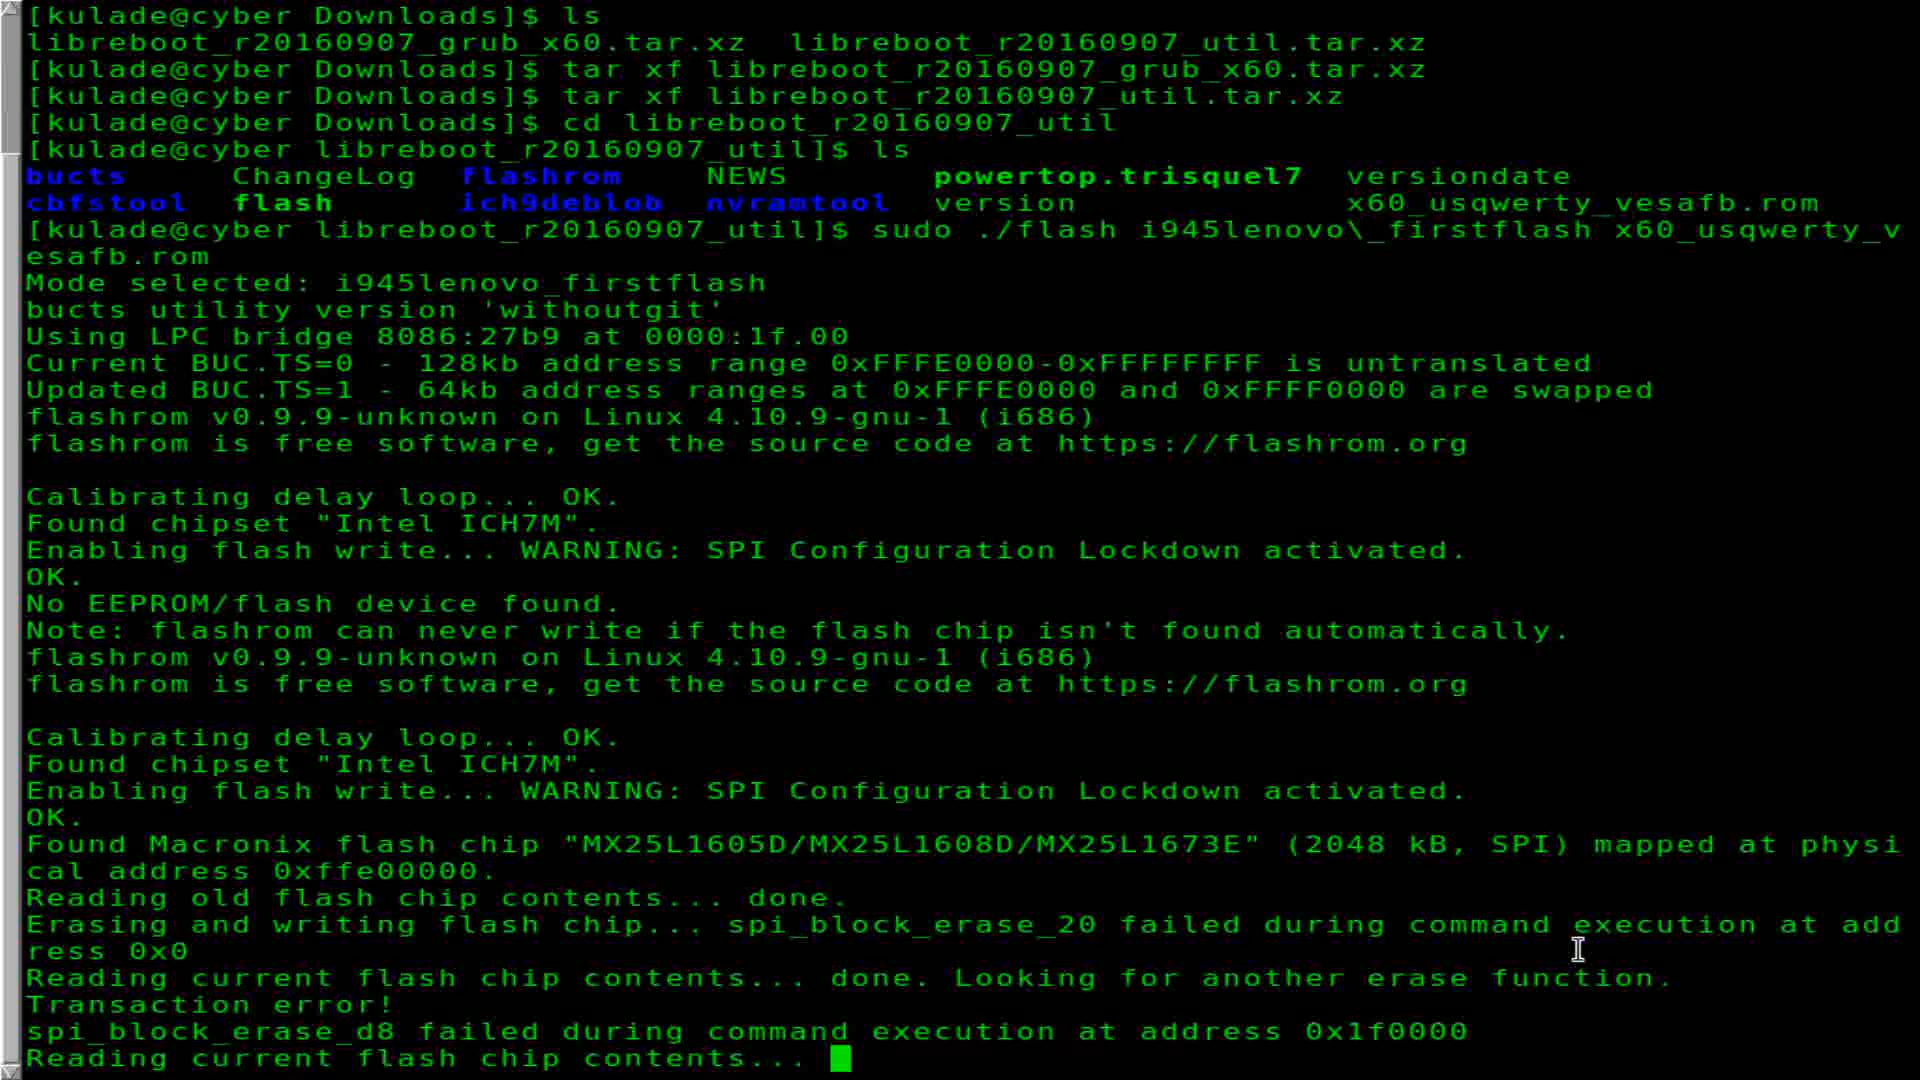 [kulade@cyber Downloads]$ ls
libreboot_r20160907_grub_x60.tar.xz  libreboot_r20160907_util.tar.xz
[kulade@cyber Downloads]$ tar xf libreboot_r20160907_grub_x60.tar.xz
[kulade@cyber Downloads]$ tar xf libreboot_r20160907_util.tar.xz
[kulade@cyber Downloads]$ cd libreboot_r20160907_util
[kulade@cyber libreboot_r20160907_util]$ ls
bucts     ChangeLog  flashrom    NEWS        powertop.trisquel7  versiondate
cbfstool  flash      ich9deblob  nvramtool  version             x60_usqwerty_vesafb.rom
[kulade@cyber libreboot_r20160907_util]$ sudo ./flash i945lenovo\_firstflash x60_usqwerty_v
esafb.rom
Mode selected: i945lenovo_firstflash
bucts utility version 'withoutgit'
Using LPC bridge 8086:27b9 at 0000:1f.00
Current BUC.TS=0 - 128kb address range 0xFFFE0000-0xFFFFFFFF is untranslated
Updated BUC.TS=1 - 64kb address ranges at 0xFFFE0000 and 0xFFFF0000 are swapped
flashrom v0.9.9-unknown on Linux 4.10.9-gnu-1 (i686)
flashrom is free software, get the source code at https://flashrom.org

Calibrating delay loop... OK.
Found chipset "Intel ICH7M".
Enabling flash write... WARNING: SPI Configuration Lockdown activated.
OK.
No EEPROM/flash device found.
Note: flashrom can never write if the flash chip isn't found automatically.
flashrom v0.9.9-unknown on Linux 4.10.9-gnu-1 (i686)
flashrom is free software, get the source code at https://flashrom.org

Calibrating delay loop... OK.
Found chipset "Intel ICH7M".
Enabling flash write... WARNING: SPI Configuration Lockdown activated.
OK.
Found Macronix flash chip "MX25L1605D/MX25L1608D/MX25L1673E" (2048 kB, SPI) mapped at physi
cal address 0xffe00000.
Reading old flash chip contents... done.
Erasing and writing flash chip... spi_block_erase_20 failed during command execution at add
ress 0x0
Reading current flash chip contents... done. Looking for another erase function.
Transaction error!
spi_block_erase_d8 failed during command execution at address 0x1f0000
Reading current flash chip contents...